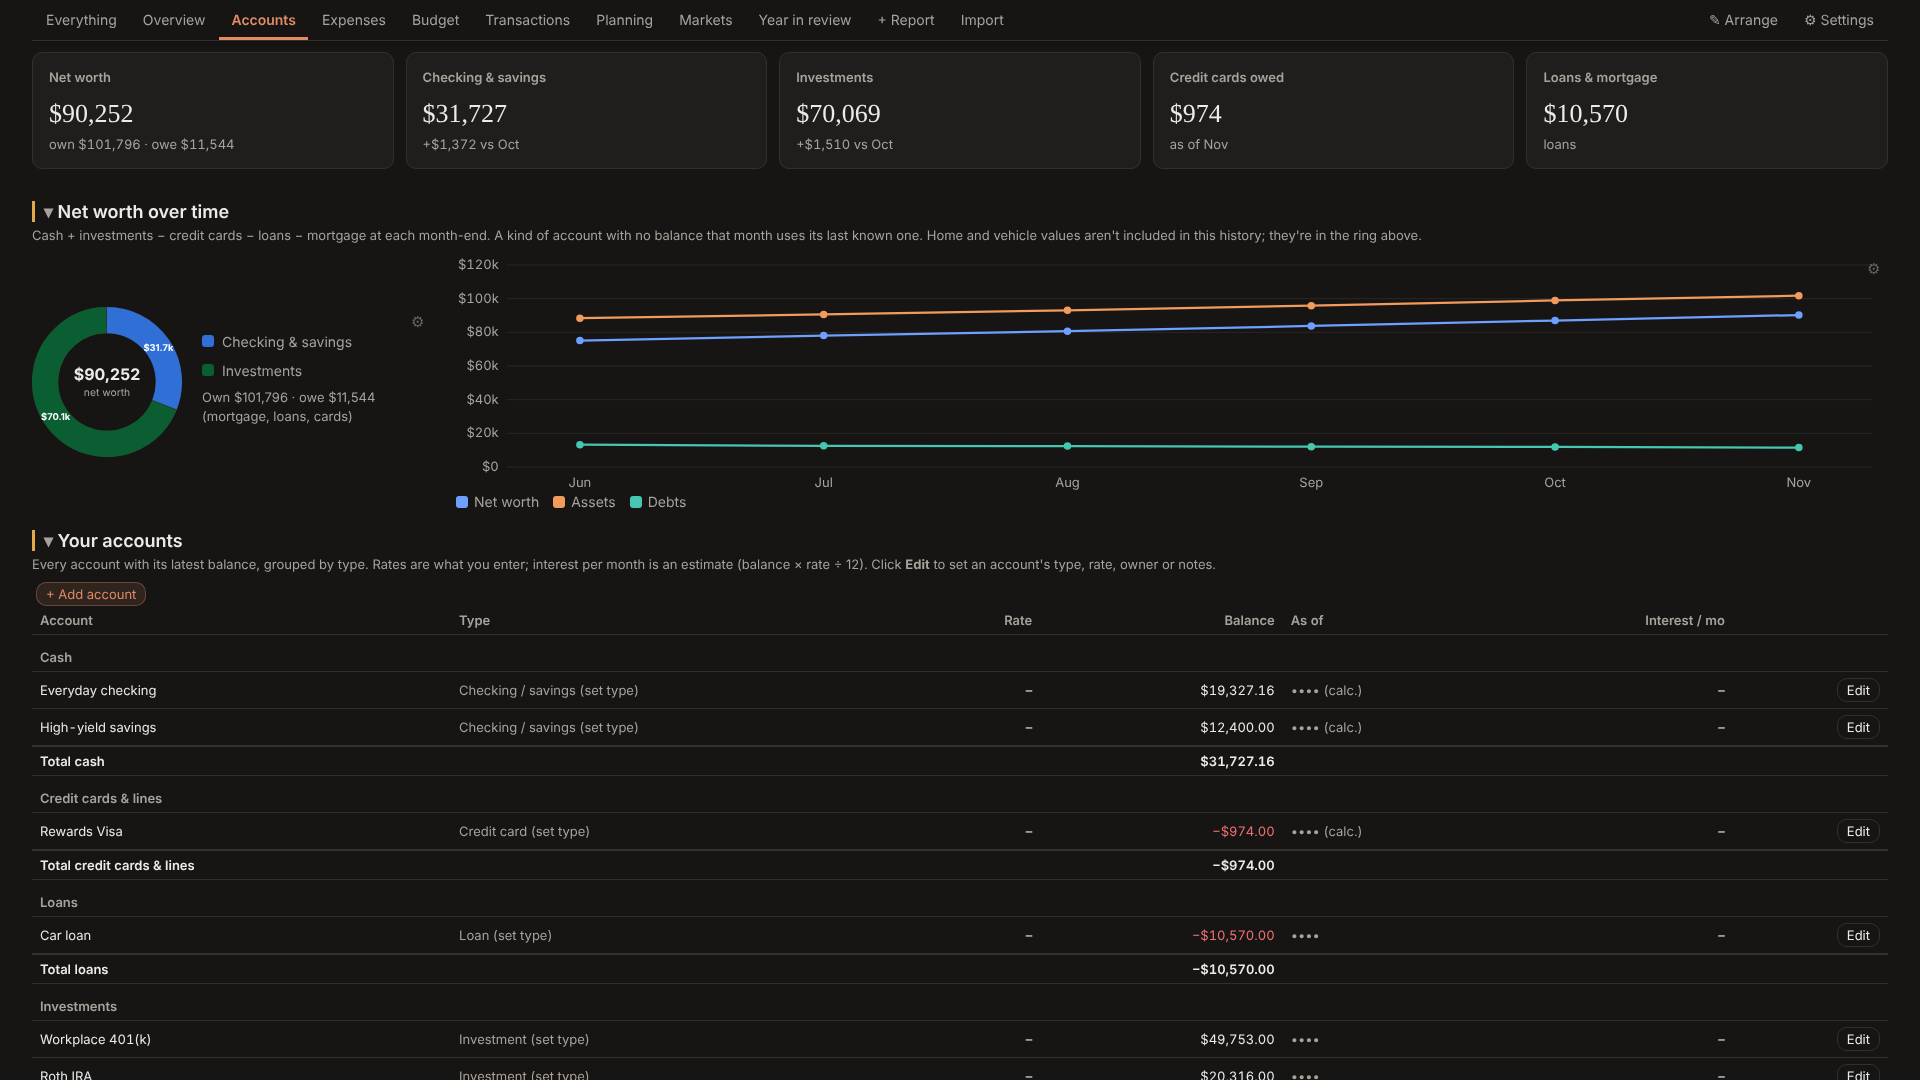 Everything Overview Accounts Expenses Budget Transactions Planning Markets Year in review + Report Import ✎ Arrange ⚙ Settings
Net worth
$90,252
own $101,796 · owe $11,544
Checking & savings
$31,727
+$1,372 vs Oct
Investments
$70,069
+$1,510 vs Oct
Credit cards owed
$974
as of Nov
Loans & mortgage
$10,570
loans
▼ Net worth over time
Cash + investments − credit cards − loans − mortgage at each month-end. A kind of account with no balance that month uses its last known one. Home and vehicle values aren't included in this history; they're in the ring above.
$31.7k
$90,252
net worth
$70.1k
Checking & savings
Investments
Own $101,796 · owe $11,544
(mortgage, loans, cards)
$120k
$100k
$80k
$60k
$40k
$20k
$0
Jun Jul Aug Sep Oct Nov
Net worth Assets Debts
▼ Your accounts
Every account with its latest balance, grouped by type. Rates are what you enter; interest per month is an estimate (balance × rate ÷ 12). Click Edit to set an account's type, rate, owner or notes.
+ Add account
Account Type Rate Balance As of Interest / mo
Cash
Everyday checking Checking / savings (set type) – $19,327.16 •••• (calc.) – Edit
High-yield savings Checking / savings (set type) – $12,400.00 •••• (calc.) – Edit
Total cash $31,727.16
Credit cards & lines
Rewards Visa Credit card (set type) – −$974.00 •••• (calc.) – Edit
Total credit cards & lines −$974.00
Loans
Car loan Loan (set type) – −$10,570.00 •••• – Edit
Total loans −$10,570.00
Investments
Workplace 401(k) Investment (set type) – $49,753.00 •••• – Edit
Roth IRA Investment (set type) – $20,316.00 •••• – Edit